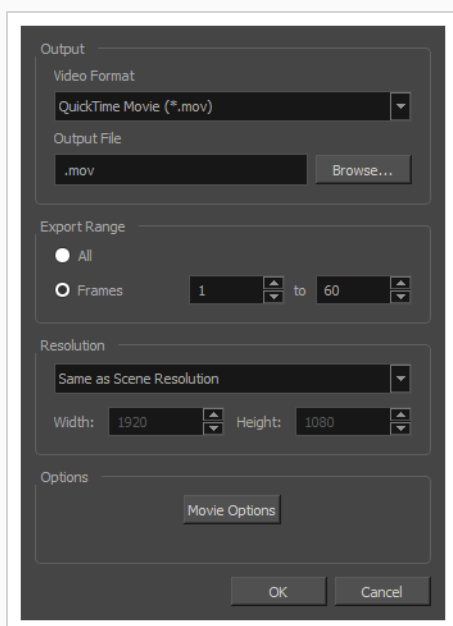 Output
Video Format
QuickTime Movie (*.mov)
Output File
.mov Browse...
Export Range
All
Frames 1 to 60
Resolution
Same as Scene Resolution
Width: 1920 Height: 1080
Options
Movie Options
OK Cancel